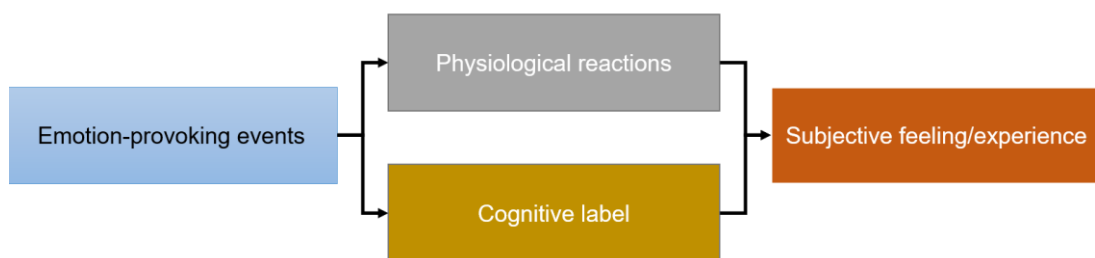 Emotion-provoking events
Physiological reactions
Cognitive label
Subjective feeling/experience